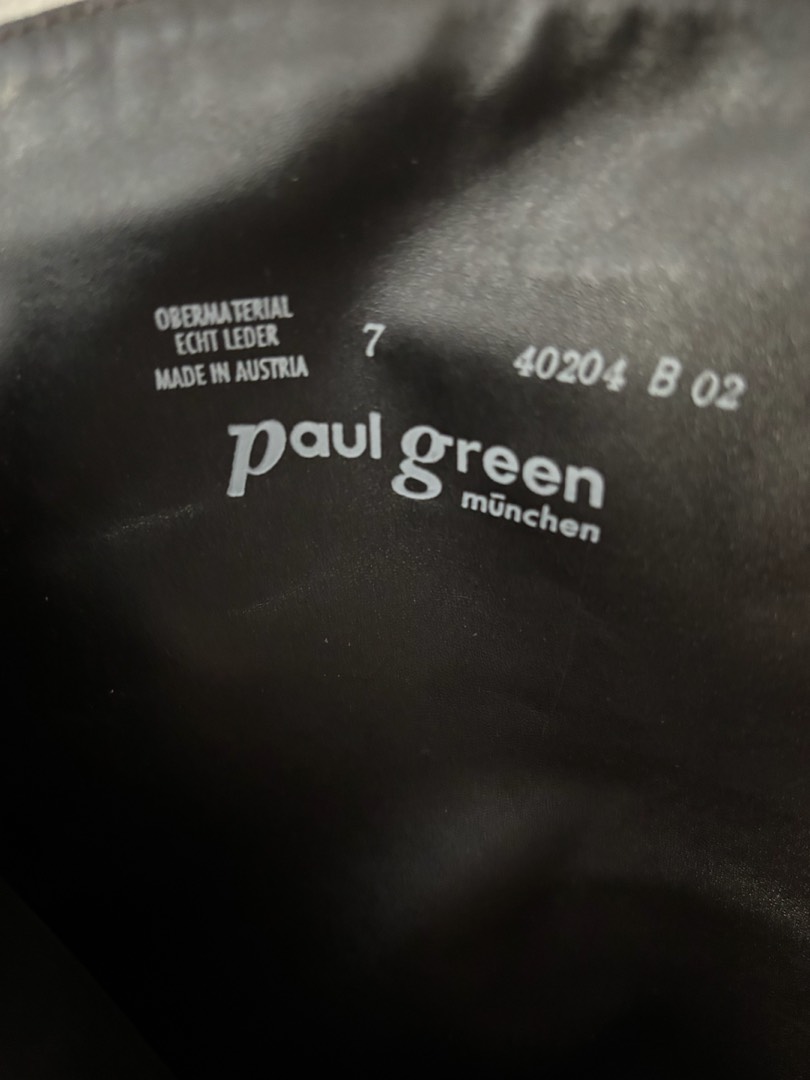 OBERMATERIAL
ECHT LEDER
MADE IN AUSTRIA
7
40204 B 02
paul green
münchen